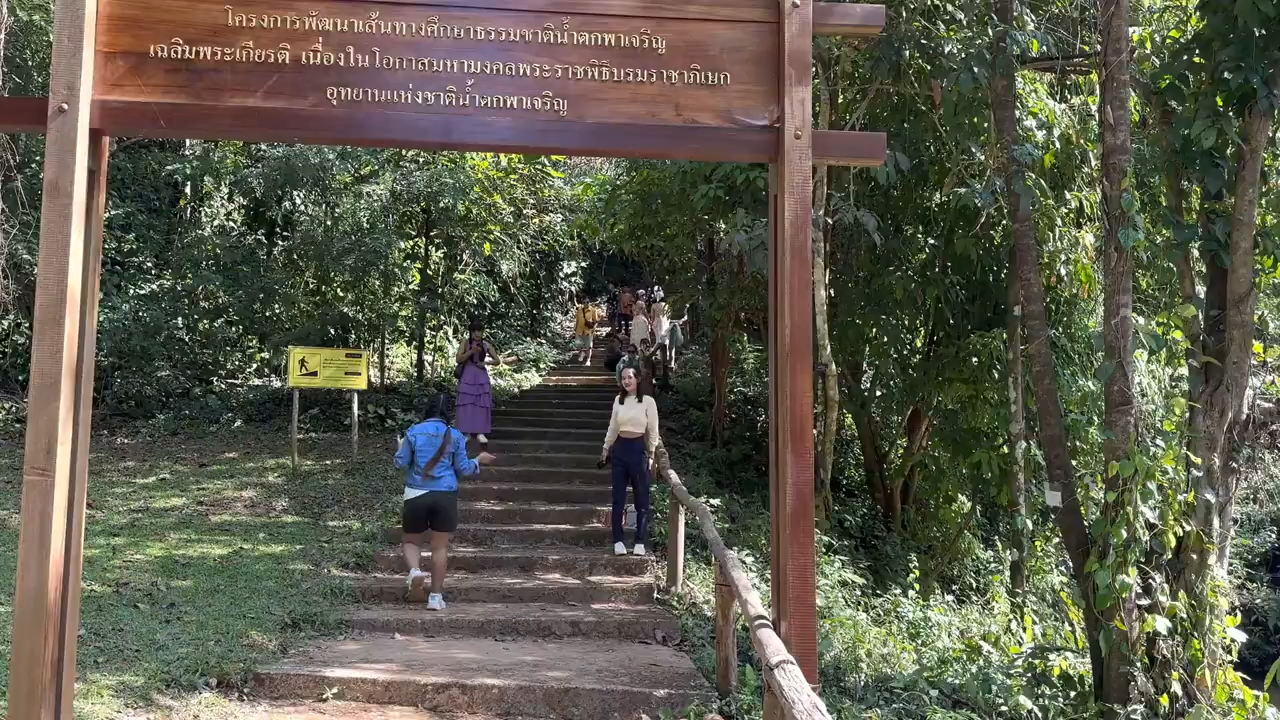 โครงการพัฒนาเส้นทางศึกษาธรรมชาติน้ำตกพาเจริญ
เฉลิมพระเกียรติ เนื่องในโอกาสมหามงคลพระราชพิธีบรมราชาภิเษก
อุทยานแห่งชาติน้ำตกพาเจริญ